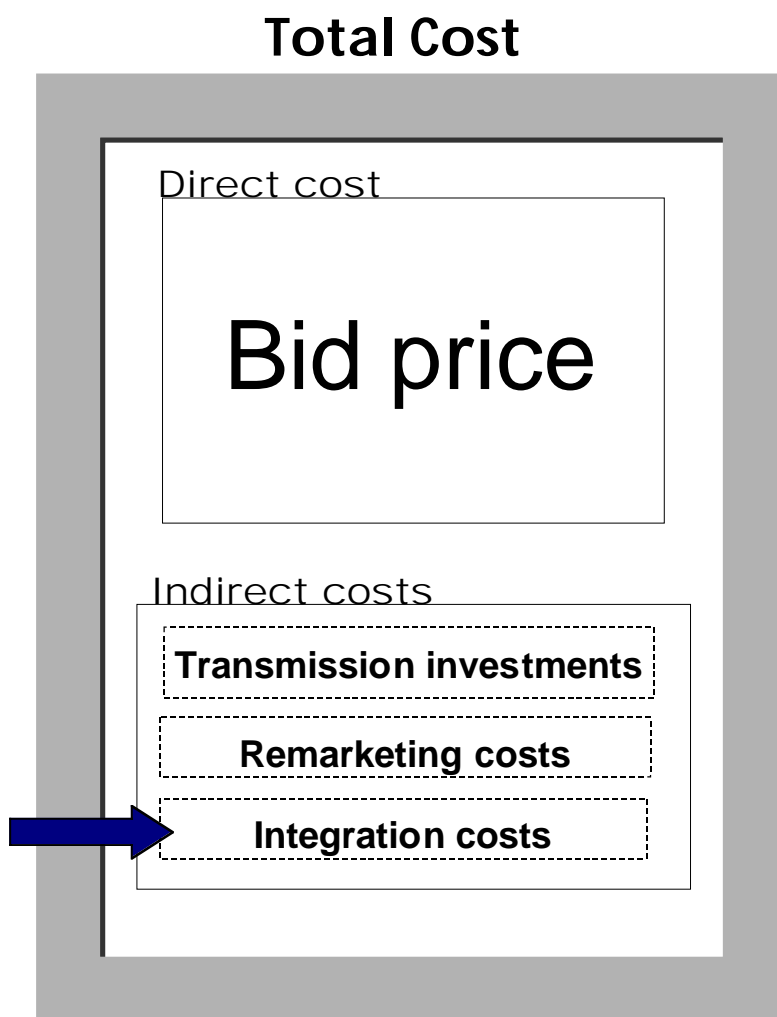 Total Cost
Direct cost
Bid price
Indirect costs
Transmission investments
Remarketing costs
Integration costs